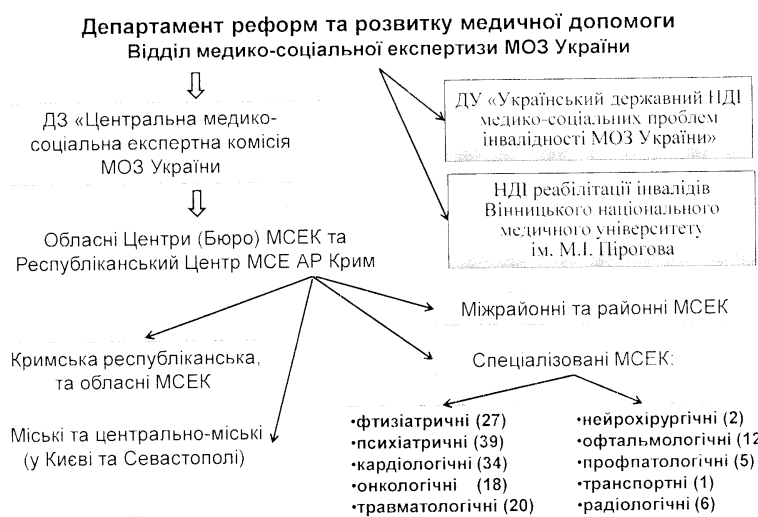 Департамент реформ та розвитку медичної допомоги
Відділ медико-соціальної експертизи МОЗ України
ДЗ «Центральна медико-
соціальна експертна комісія
МОЗ України
ДУ «Український державний НДІ
медико-соціальних проблем
інвалідності МОЗ України»
НДІ реабілітації інвалідів
Вінницького національного
медичного університету
ім. М.І. Пірогова
Обласні Центри (Бюро) МСЕК та
Республіканський Центр МСЕ АР Крим
Міжрайонні та районні МСЕК
Кримська республіканська,
та обласні МСЕК
Спеціалізовані МСЕК:
Міські та центрально-міські
(у Києві та Севастополі)
•фтизіатричні (27)
•психіатричні (39)
•кардіологічні (34)
•онкологічні (18)
•травматологічні (20)
•нейрохірургічні (2)
•офтальмологічні (12
•профпатологічні (5)
•транспортні (1)
•радіологічні (6)